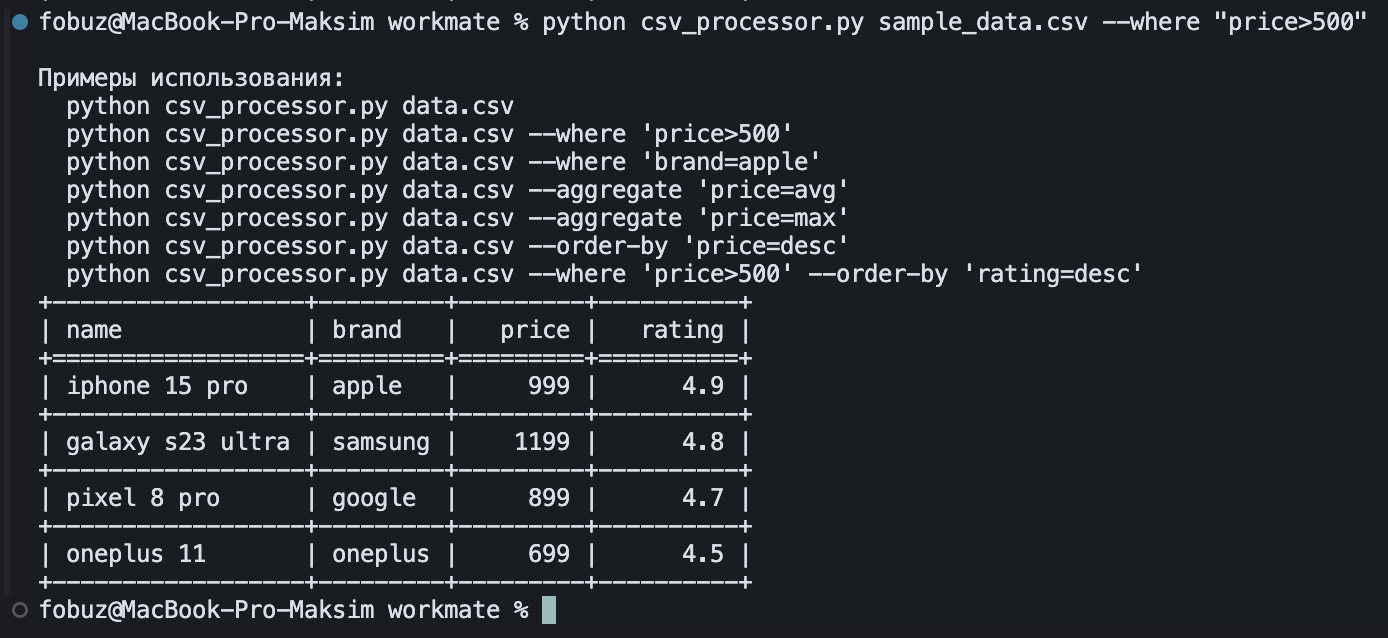 fobuz@MacBook-Pro-Maksim workmate % python csv_processor.py sample_data.csv --where "price>500"
Примеры использования:
python csv_processor.py data.csv
python csv_processor.py data.csv --where 'price>500'
python csv_processor.py data.csv --where 'brand=apple'
python csv_processor.py data.csv --aggregate 'price=avg'
python csv_processor.py data.csv --aggregate 'price=max'
python csv_processor.py data.csv --order-by 'price=desc'
python csv_processor.py data.csv --where 'price>500' --order-by 'rating=desc'
+------------------+---------+---------+----------+
| name             | brand   |   price |   rating |
+==================+=========+=========+==========+
| iphone 15 pro    | apple   |     999 |      4.9 |
+------------------+---------+---------+----------+
| galaxy s23 ultra | samsung |    1199 |      4.8 |
+------------------+---------+---------+----------+
| pixel 8 pro      | google  |     899 |      4.7 |
+------------------+---------+---------+----------+
| oneplus 11       | oneplus |     699 |      4.5 |
+------------------+---------+---------+----------+
fobuz@MacBook-Pro-Maksim workmate %